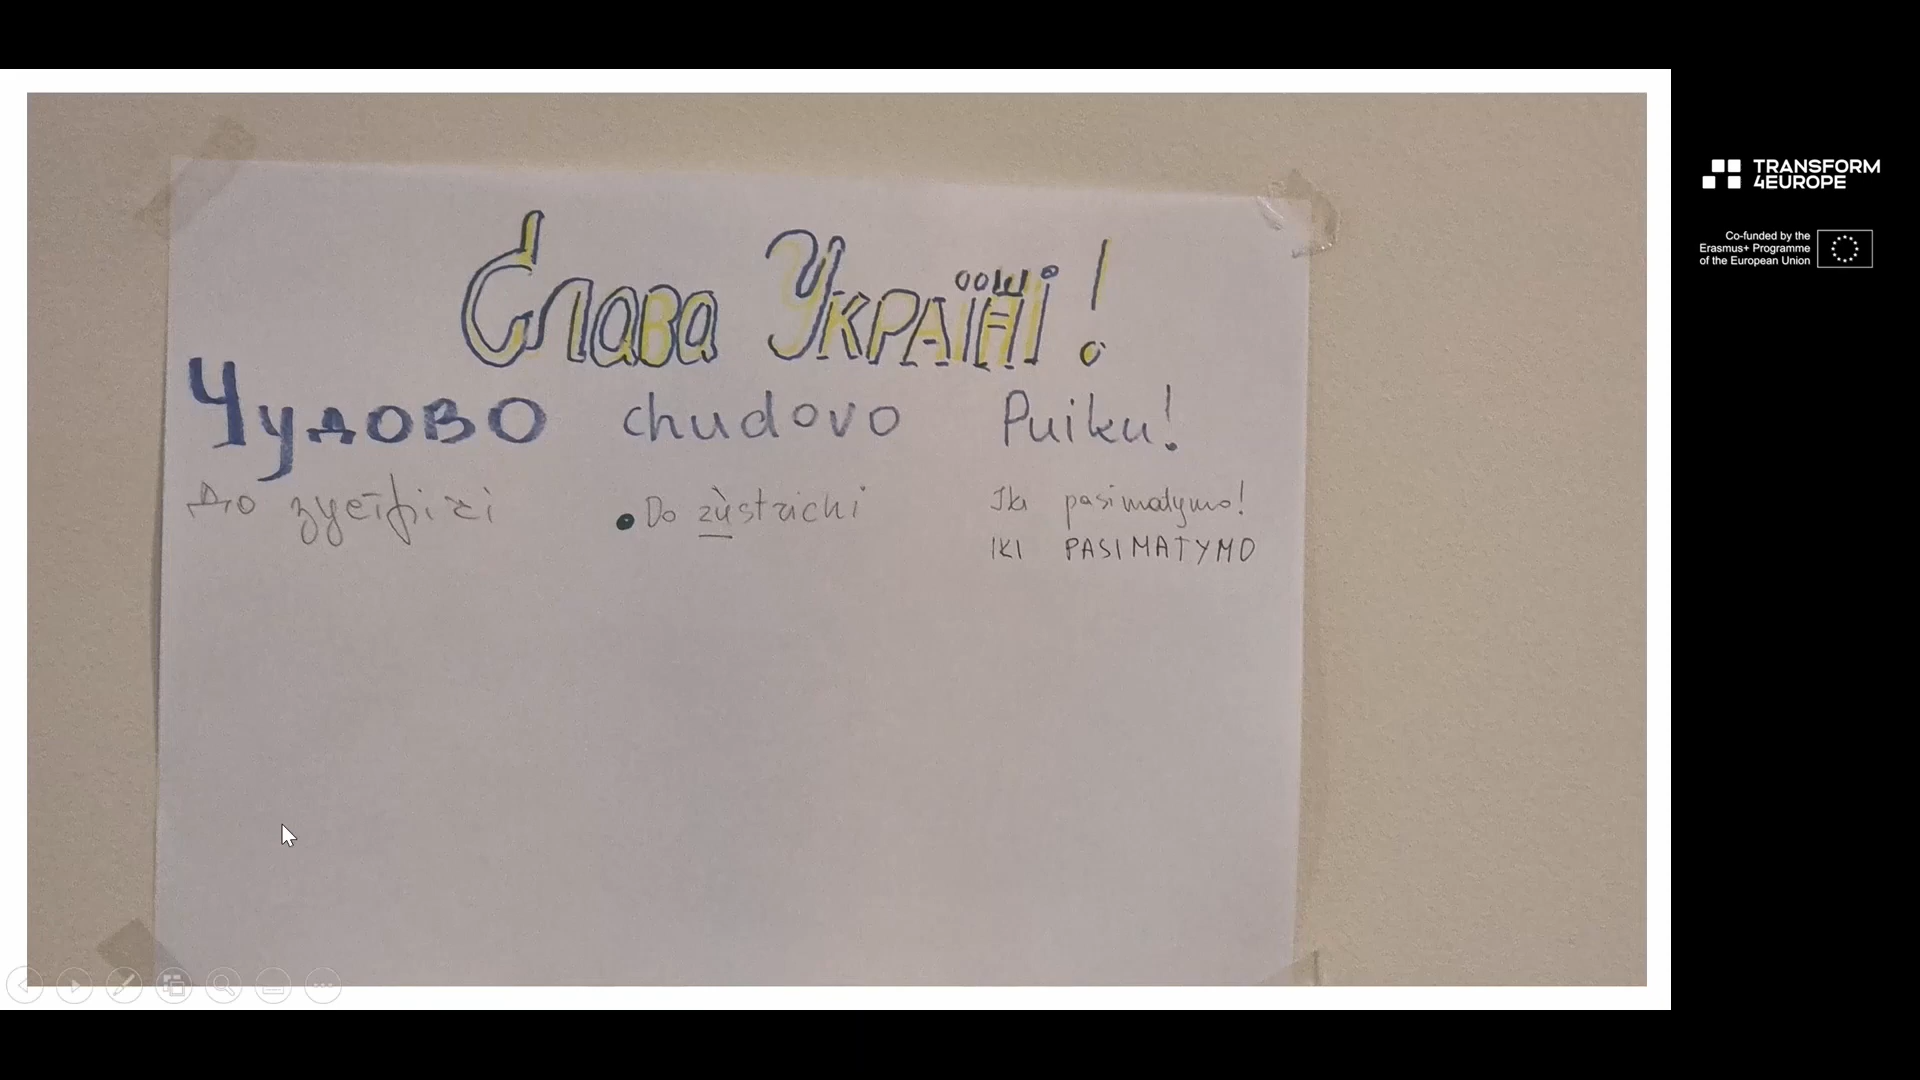 Слава Україні!
Чудово chudovo Puiku!
До зустрічі • Do zùstrichi Iki pasimatymo!
IKI PASIMATYMO
TRANSFORM
4EUROPE
Co-funded by the
Erasmus+ Programme
of the European Union